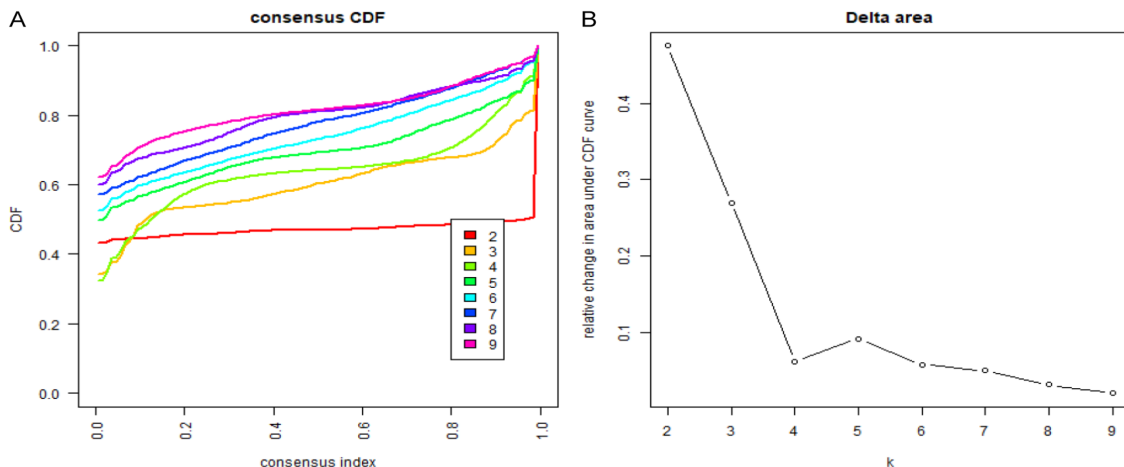 A
consensus CDF
1.0
0.8
0.6
0.4
0.2
0.0
CDF
2
3
4
5
6
7
8
9
0.0
0.2
0.4
0.6
0.8
1.0
consensus index
B
Delta area
0.4
0.3
0.2
0.1
relative change in area under CDF curve
2 3 4 5 6 7 8 9
k